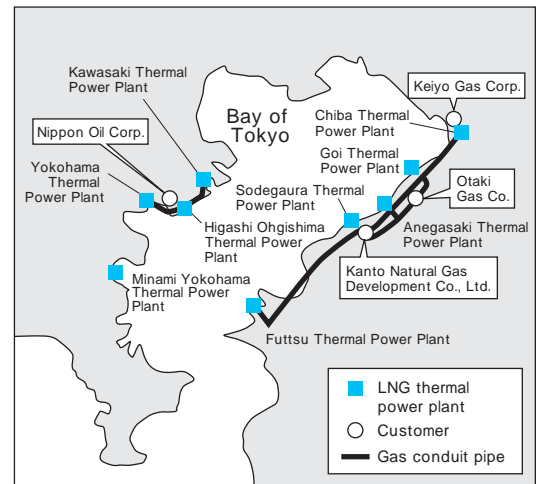 Kawasaki Thermal
Power Plant
Keiyo Gas Corp.
Bay of
Tokyo
Chiba Thermal
Power Plant
Nippon Oil Corp.
Goi Thermal
Power Plant
Yokohama
Thermal
Power Plant
Sodegaura Thermal
Power Plant
Otaki
Gas Co.
Higashi Ohgishima
Thermal Power
Plant
Anegasaki Thermal
Power Plant
Minami Yokohama
Thermal Power
Plant
Kanto Natural Gas
Development Co., Ltd.
Futtsu Thermal Power Plant
LNG thermal
power plant
Customer
Gas conduit pipe